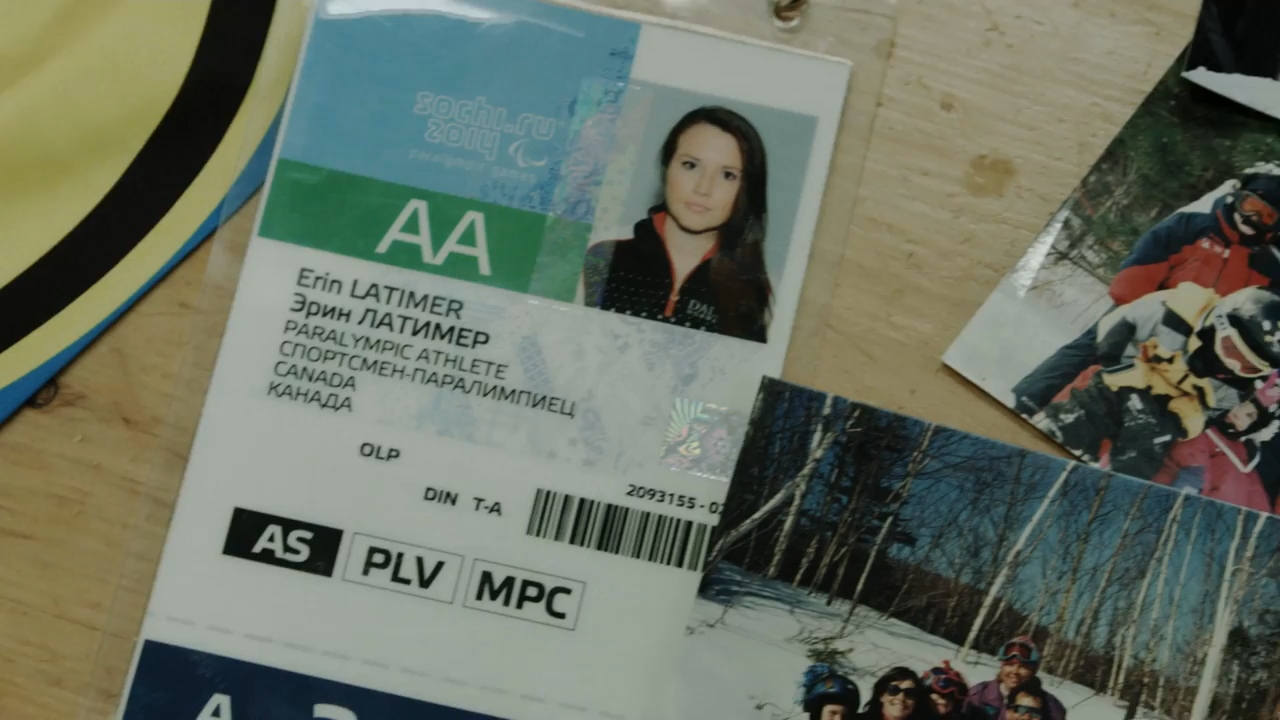 sochi.ru
2014
paralympic games
AA
Erin LATIMER
Эрин ЛАТИМЕР
PARALYMPIC ATHLETE
СПОРТСМЕН-ПАРАЛИМПИЕЦ
CANADA
КАНАДА
OLP
DIN T-A
2093155-02
AS PLV MPC